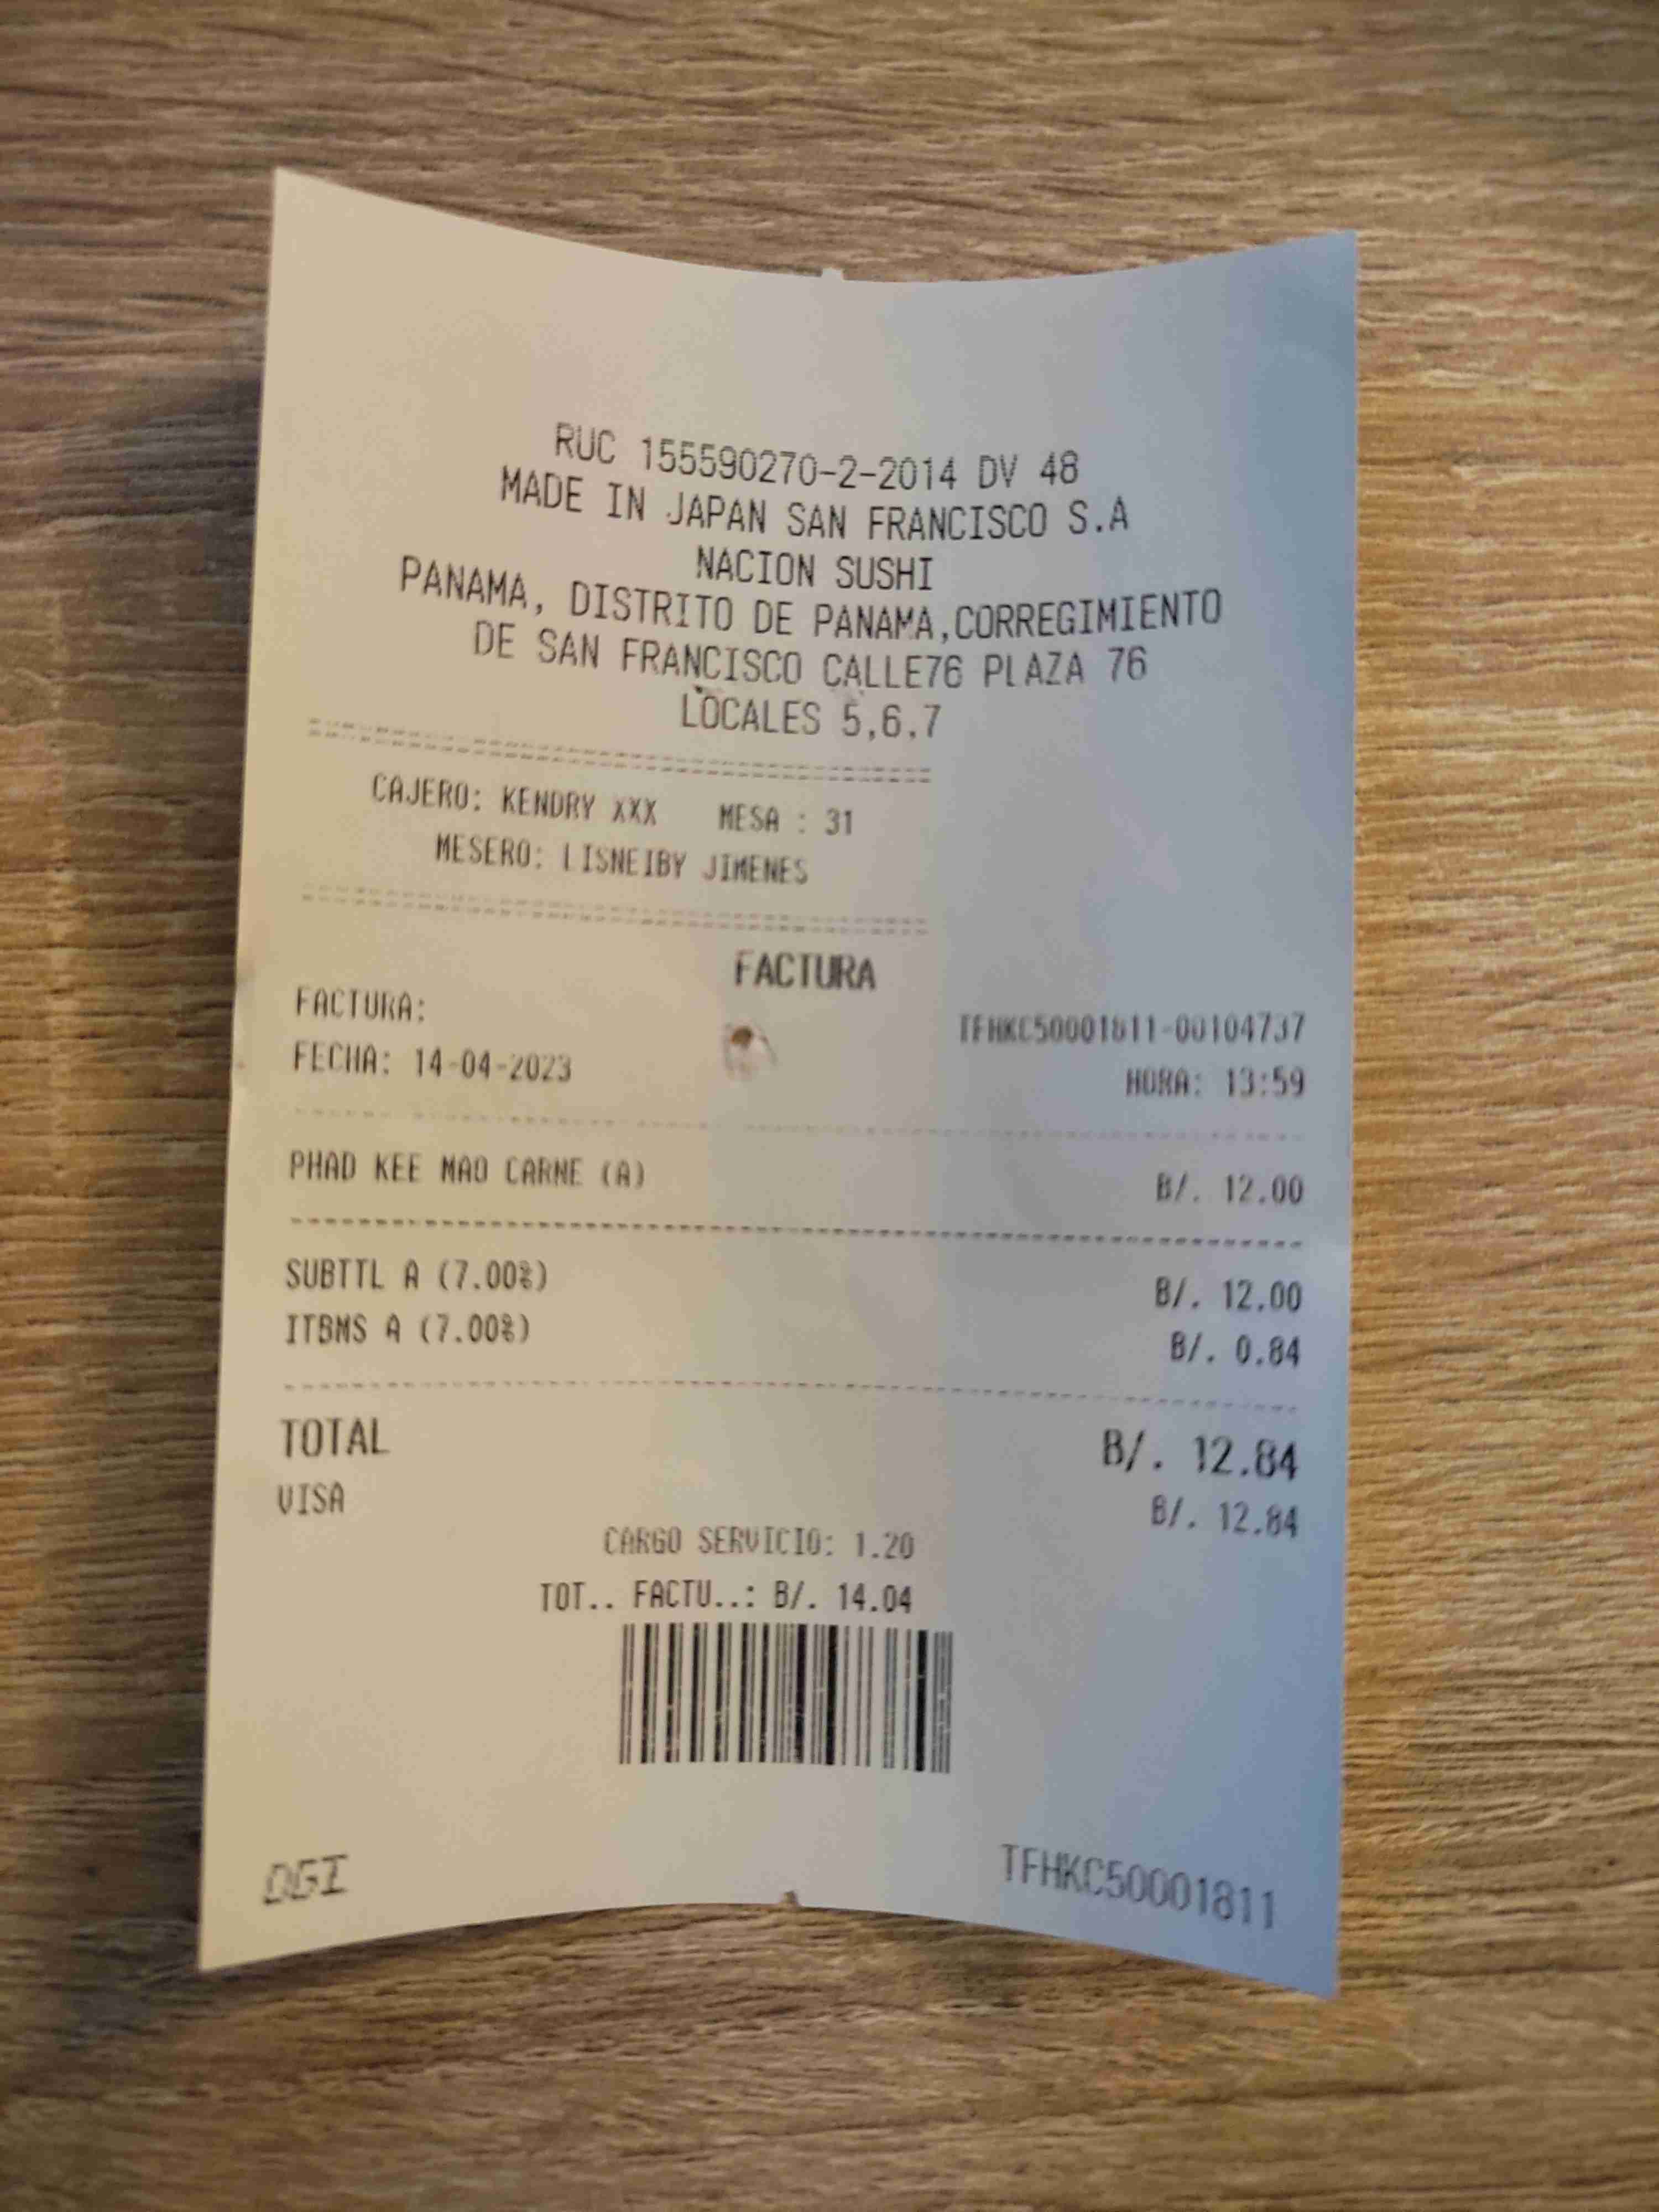 RUC 155590270-2-2014 DV 48
MADE IN JAPAN SAN FRANCISCO S.A
NACION SUSHI
PANAMA, DISTRITO DE PANAMA,CORREGIMIENTO
DE SAN FRANCISCO CALLE76 PLAZA 76
LOCALES 5,6,7
CAJERO: KENDRY XXX MESA : 31
MESERO: LISNEIBY JIMENES
FACTURA
FACTURA: TFHKC50001811-00104737
FECHA: 14-04-2023 HORA: 13:59
PHAD KEE MAO CARNE (A) B/. 12.00
SUBTTL A (7.00%) B/. 12.00
ITBMS A (7.00%) B/. 0.84
TOTAL B/. 12.84
VISA B/. 12.84
CARGO SERVICIO: 1.20
TOT.. FACTU..: B/. 14.04
DGI TFHKC50001811